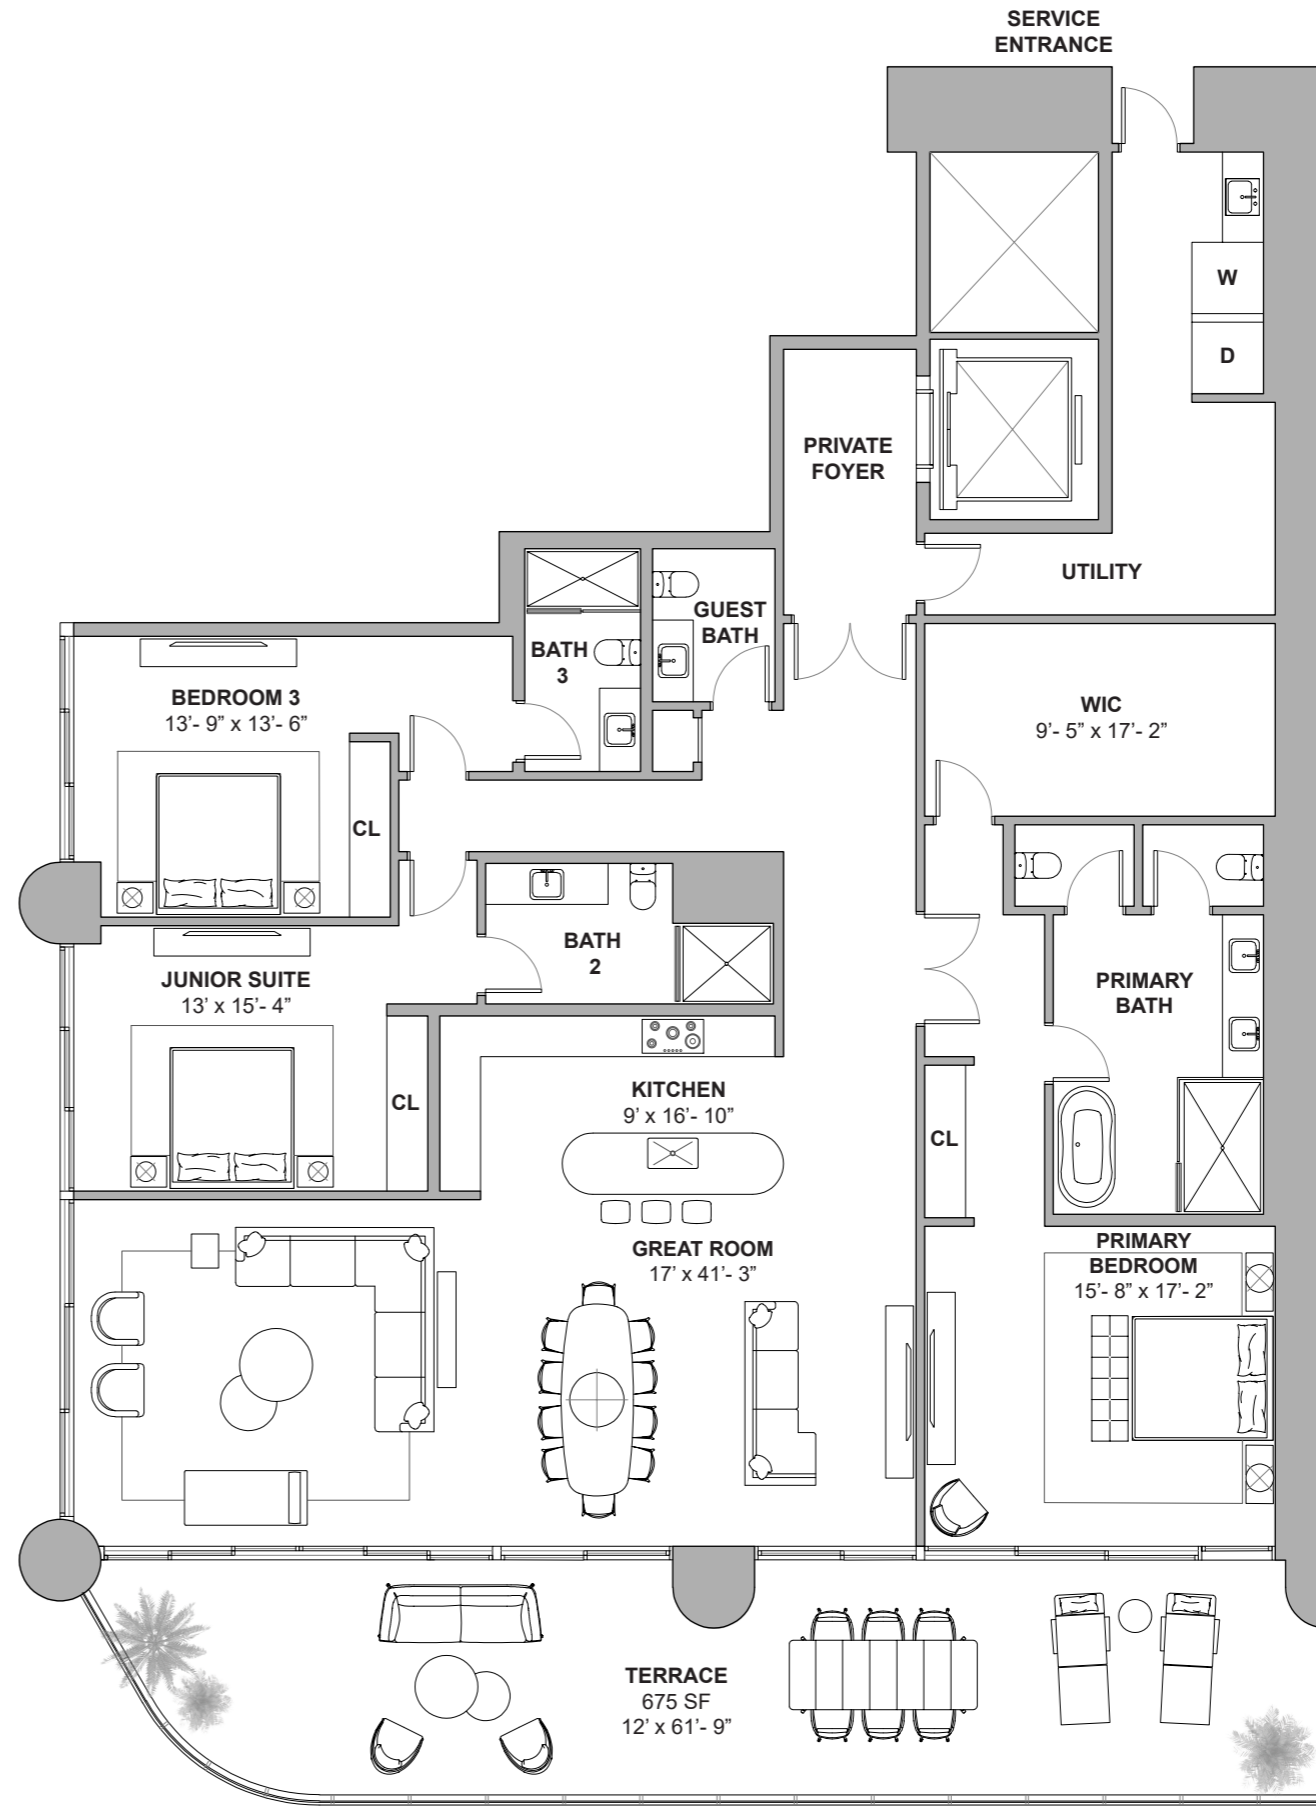 SERVICE
ENTRANCE
W
D
PRIVATE
FOYER
UTILITY
GUEST
BATH
BATH
3
BEDROOM 3
13’- 9” x 13’- 6”
WIC
9’- 5” x 17’- 2”
CL
BATH
2
JUNIOR SUITE
13’ x 15’- 4”
PRIMARY
BATH
KITCHEN
9’ x 16’- 10”
CL
CL
GREAT ROOM
17’ x 41’- 3”
PRIMARY
BEDROOM
15’- 8” x 17’- 2”
TERRACE
675 SF
12’ x 61’- 9”